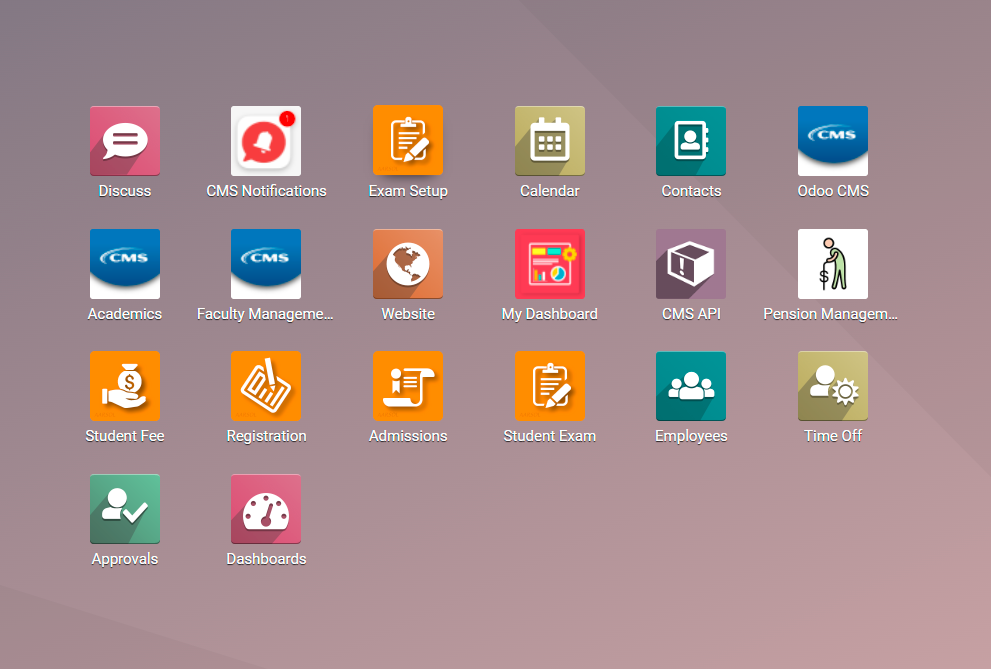 1
Discuss
CMS Notifications
Exam Setup
Calendar
Contacts
CMS
Odoo CMS
CMS
Academics
CMS
Faculty Manageme...
Website
My Dashboard
CMS API
Pension Managem...
Student Fee
Registration
Admissions
Student Exam
Employees
Time Off
Approvals
Dashboards